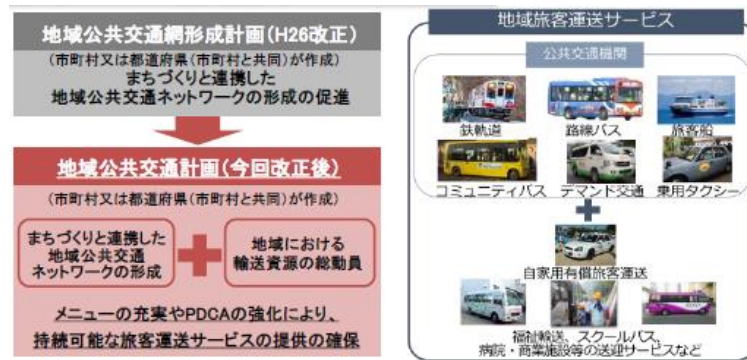 地域公共交通網形成計画(H26改正)
(市町村又は都道府県(市町村と共同)が作成)
まちづくりと連携した
地域公共交通ネットワークの形成の促進
地域公共交通計画(今回改正後)
(市町村又は都道府県(市町村と共同)が作成)
まちづくりと連携した
地域公共交通
ネットワークの形成
地域における
輸送資源の総動員
メニューの充実やPDCAの強化により、
持続可能な旅客運送サービスの提供の確保
地域旅客運送サービス
公共交通機関
鉄軌道
路線バス
旅客船
コミュニティバス
デマンド交通
乗用タクシー
自家用有償旅客運送
福祉輸送、スクールバス、
病院・商業施設等の送迎サービスなど